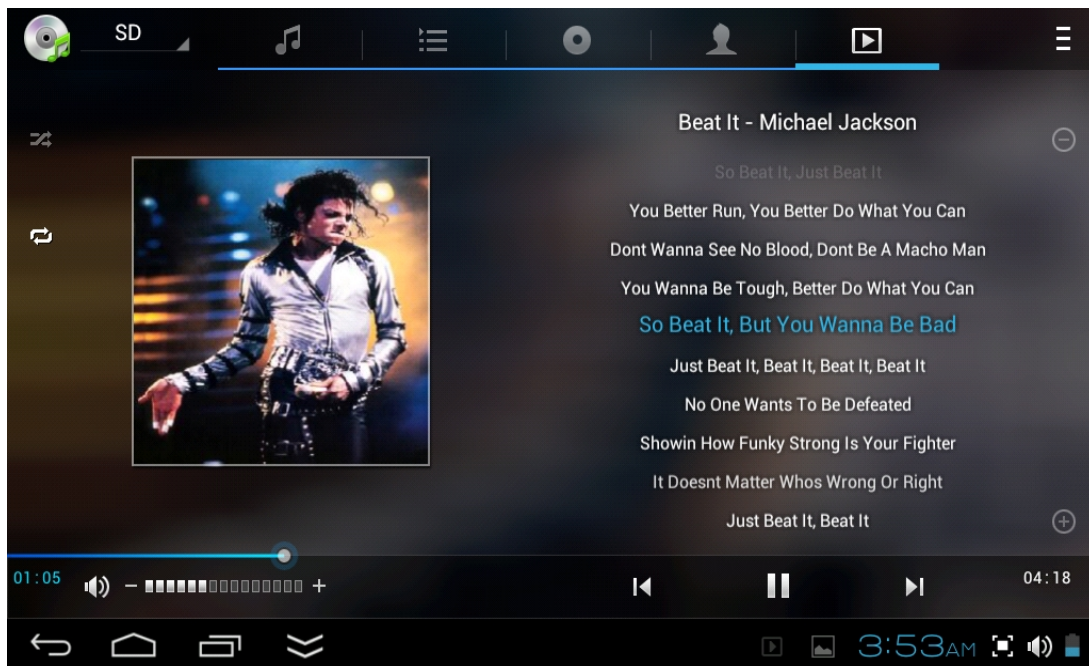 SD
Beat It - Michael Jackson
So Beat It, Just Beat It
You Better Run, You Better Do What You Can
Dont Wanna See No Blood, Dont Be A Macho Man
You Wanna Be Tough, Better Do What You Can
So Beat It, But You Wanna Be Bad
Just Beat It, Beat It, Beat It, Beat It
No One Wants To Be Defeated
Showin How Funky Strong Is Your Fighter
It Doesnt Matter Whos Wrong Or Right
Just Beat It, Beat It
01:05
04:18
3:53AM